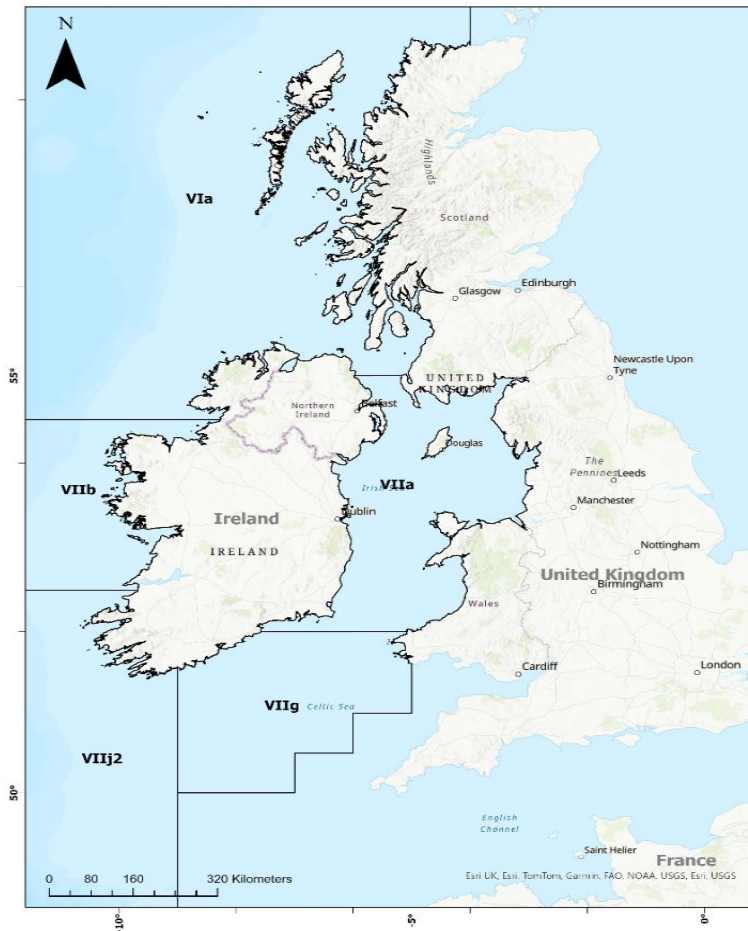 N
VIa
Highlands
Scotland
Edinburgh
Glasgow
55°
Newcastle Upon
Tyne
UNITED
KINGDOM
Northern
Ireland
Belfast
Douglas
The
Pennines
Leeds
VIIb
Irish Sea
VIIa
Manchester
Dublin
Ireland
IRELAND
Nottingham
United Kingdom
Birmingham
Wales
Cardiff
London
VIIg
Celtic Sea
VIIj2
50°
English
Channel
Saint Helier
France
0 80 160 320 Kilometers
Esri UK, Esri, TomTom, Garmin, FAO, NOAA, USGS, Esri, USGS
-10°
-5°
0°